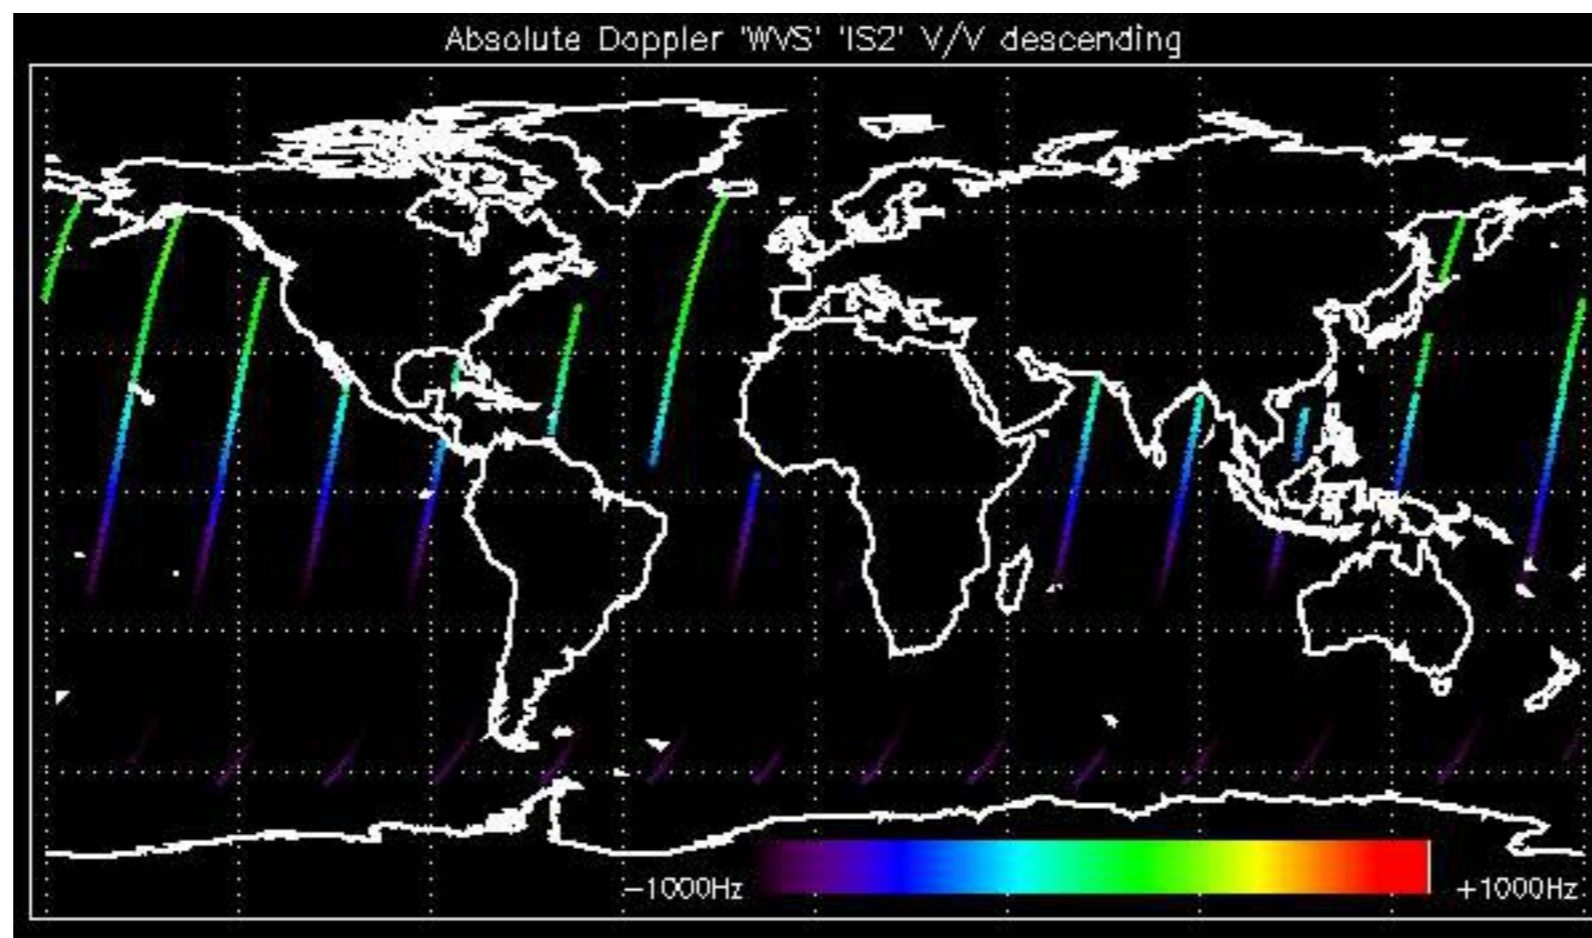 Absolute Doppler 'WVS' 'IS2' V/V descending
-1000Hz +1000Hz